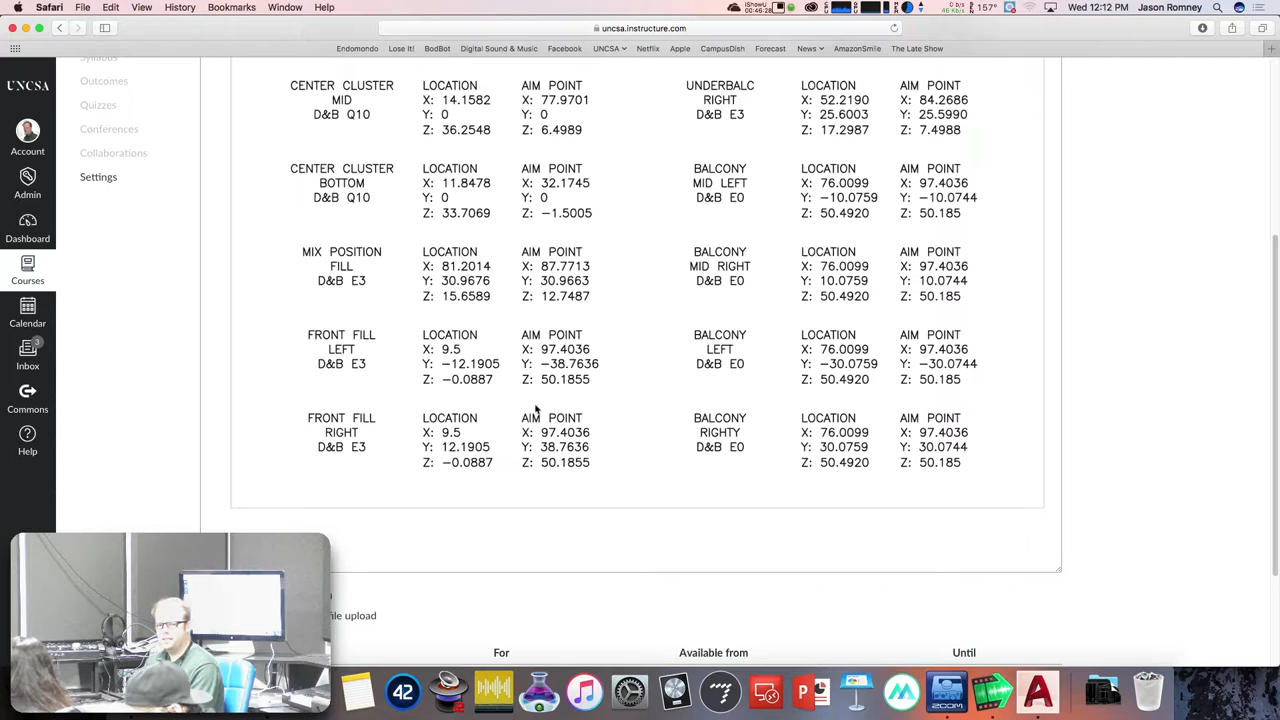 Safari File Edit View History Bookmarks Window Help
157° Wed 12:12 PM Jason Romney
uncsa.instructure.com
Endomondo Lose It! BodBot Digital Sound & Music Facebook UNCSA Netflix Apple CampusDish Forecast News AmazonSmile The Late Show
UNCSA
Account
Admin
Dashboard
Courses
Calendar
3
Inbox
Commons
Help
Syllabus
Outcomes
Quizzes
Conferences
Collaborations
Settings
CENTER CLUSTER LOCATION AIM POINT
MID X: 14.1582 X: 77.9701
D&B Q10 Y: 0 Y: 0
Z: 36.2548 Z: 6.4989
CENTER CLUSTER LOCATION AIM POINT
BOTTOM X: 11.8478 X: 32.1745
D&B Q10 Y: 0 Y: 0
Z: 33.7069 Z: −1.5005
MIX POSITION LOCATION AIM POINT
FILL X: 81.2014 X: 87.7713
D&B E3 Y: 30.9676 Y: 30.9663
Z: 15.6589 Z: 12.7487
FRONT FILL LOCATION AIM POINT
LEFT X: 9.5 X: 97.4036
D&B E3 Y: −12.1905 Y: −38.7636
Z: −0.0887 Z: 50.1855
FRONT FILL LOCATION AIM POINT
RIGHT X: 9.5 X: 97.4036
D&B E3 Y: 12.1905 Y: 38.7636
Z: −0.0887 Z: 50.1855
UNDERBALC LOCATION AIM POINT
RIGHT X: 52.2190 X: 84.2686
D&B E3 Y: 25.6003 Y: 25.5990
Z: 17.2987 Z: 7.4988
BALCONY LOCATION AIM POINT
MID LEFT X: 76.0099 X: 97.4036
D&B E0 Y: −10.0759 Y: −10.0744
Z: 50.4920 Z: 50.185
BALCONY LOCATION AIM POINT
MID RIGHT X: 76.0099 X: 97.4036
D&B E0 Y: 10.0759 Y: 10.0744
Z: 50.4920 Z: 50.185
BALCONY LOCATION AIM POINT
LEFT X: 76.0099 X: 97.4036
D&B E0 Y: −30.0759 Y: −30.0744
Z: 50.4920 Z: 50.185
BALCONY LOCATION AIM POINT
RIGHTY X: 76.0099 X: 97.4036
D&B E0 Y: 30.0759 Y: 30.0744
Z: 50.4920 Z: 50.185
file upload
For Available from Until
42
ZOOM